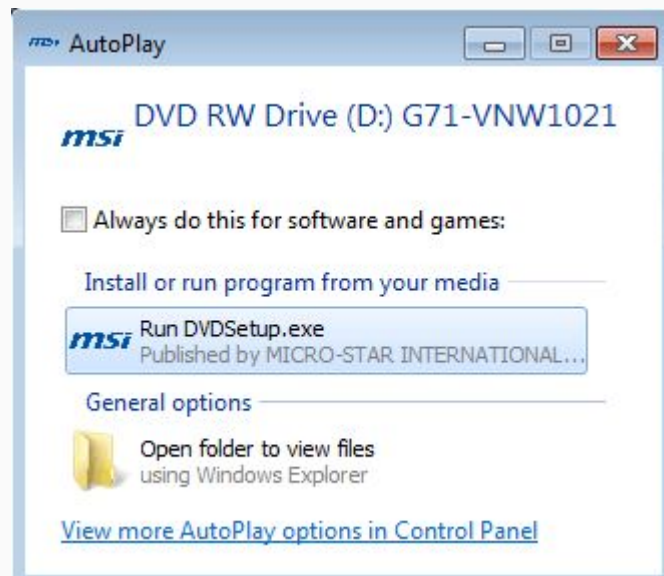 msi AutoPlay
msi DVD RW Drive (D:) G71-VNW1021
Always do this for software and games:
Install or run program from your media
msi Run DVDSetup.exe
Published by MICRO-STAR INTERNATIONAL...
General options
Open folder to view files
using Windows Explorer
View more AutoPlay options in Control Panel